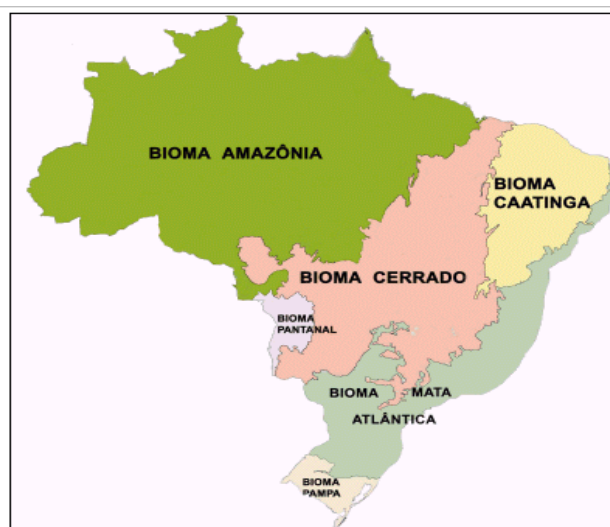 BIOMA AMAZÔNIA
BIOMA
CAATINGA
BIOMA CERRADO
BIOMA
PANTANAL
BIOMA MATA
ATLÂNTICA
BIOMA
PAMPA